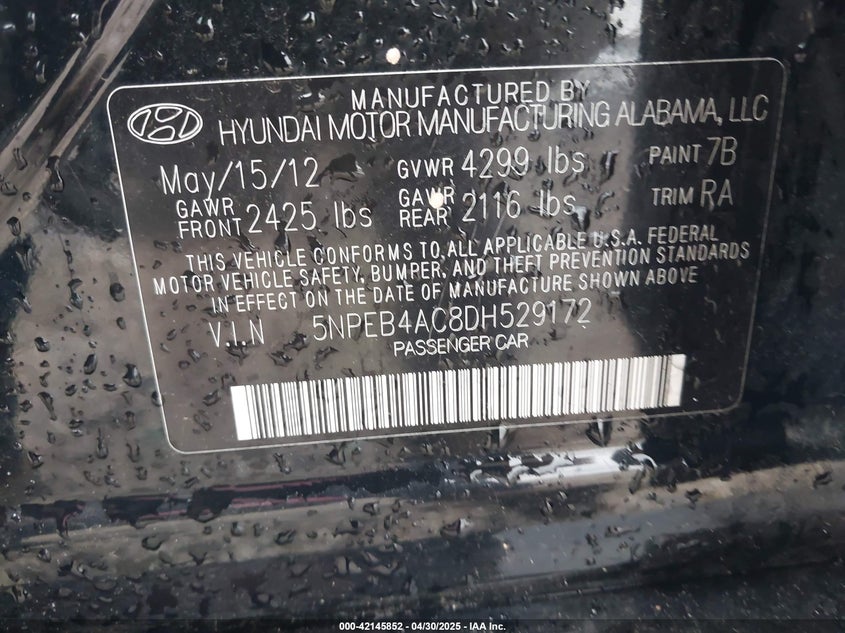 MANUFACTURED BY
HYUNDAI MOTOR MANUFACTURING ALABAMA, LLC
May/15/12 GVWR 4299 lbs PAINT 7B
GAWR FRONT 2425 lbs GAWR REAR 2116 lbs TRIM RA
THIS VEHICLE CONFORMS TO ALL APPLICABLE U.S.A. FEDERAL
MOTOR VEHICLE SAFETY, BUMPER, AND THEFT PREVENTION STANDARDS
IN EFFECT ON THE DATE OF MANUFACTURE SHOWN ABOVE
V.I.N 5NPEB4AC8DH529172
PASSENGER CAR
000-42145852 - 04/30/2025 - IAA Inc.